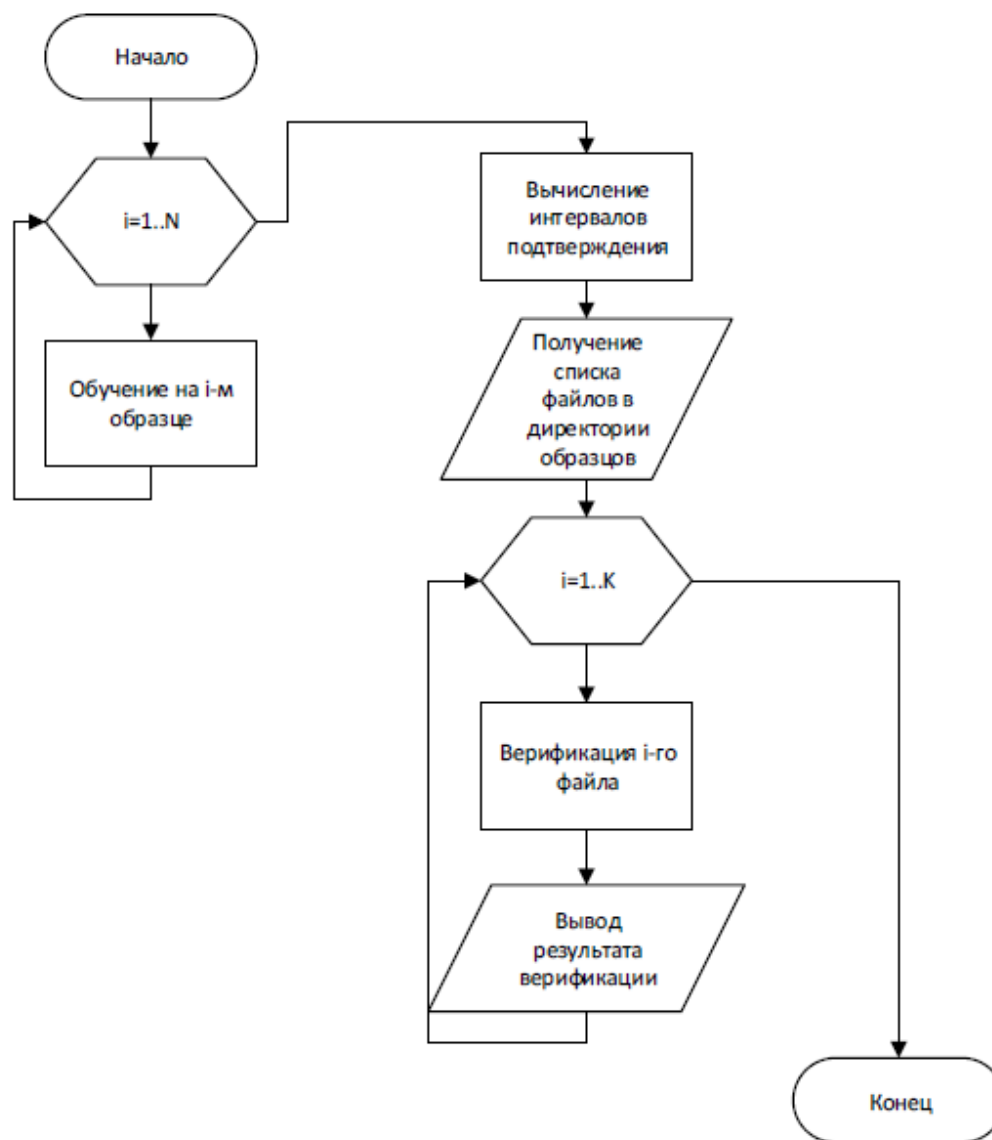 Начало
i=1..N
Обучение на i-м
образце
Вычисление
интервалов
подтверждения
Получение
списка
файлов в
директории
образцов
i=1..K
Верификация i-го
файла
Вывод
результата
верификации
Конец